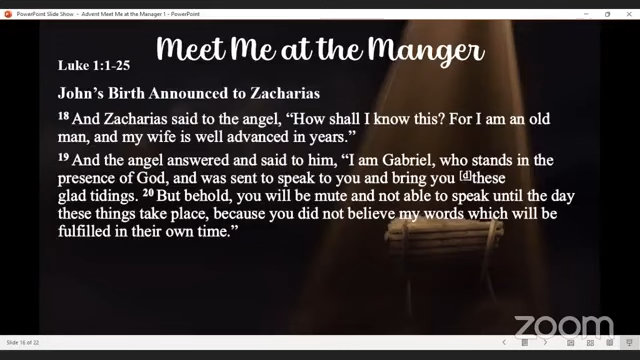 PowerPoint Slide Show - Advent Meet Me at the Manager 1 - PowerPoint
Meet Me at the Manger
Luke 1:1-25
John’s Birth Announced to Zacharias
18 And Zacharias said to the angel, “How shall I know this? For I am an old
man, and my wife is well advanced in years.”
19 And the angel answered and said to him, “I am Gabriel, who stands in the
presence of God, and was sent to speak to you and bring you [d]these
glad tidings. 20 But behold, you will be mute and not able to speak until the day
these things take place, because you did not believe my words which will be
fulfilled in their own time.”
Slide 16 of 22
zoom